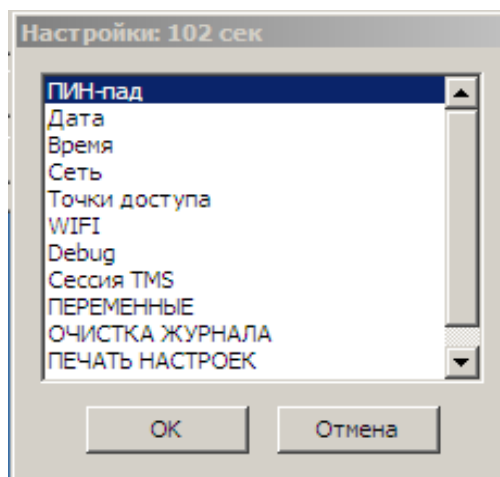 Настройки: 102 сек
ПИН-пад
Дата
Время
Сеть
Точки доступа
WIFI
Debug
Сессия TMS
ПЕРЕМЕННЫЕ
ОЧИСТКА ЖУРНАЛА
ПЕЧАТЬ НАСТРОЕК
OK
Отмена